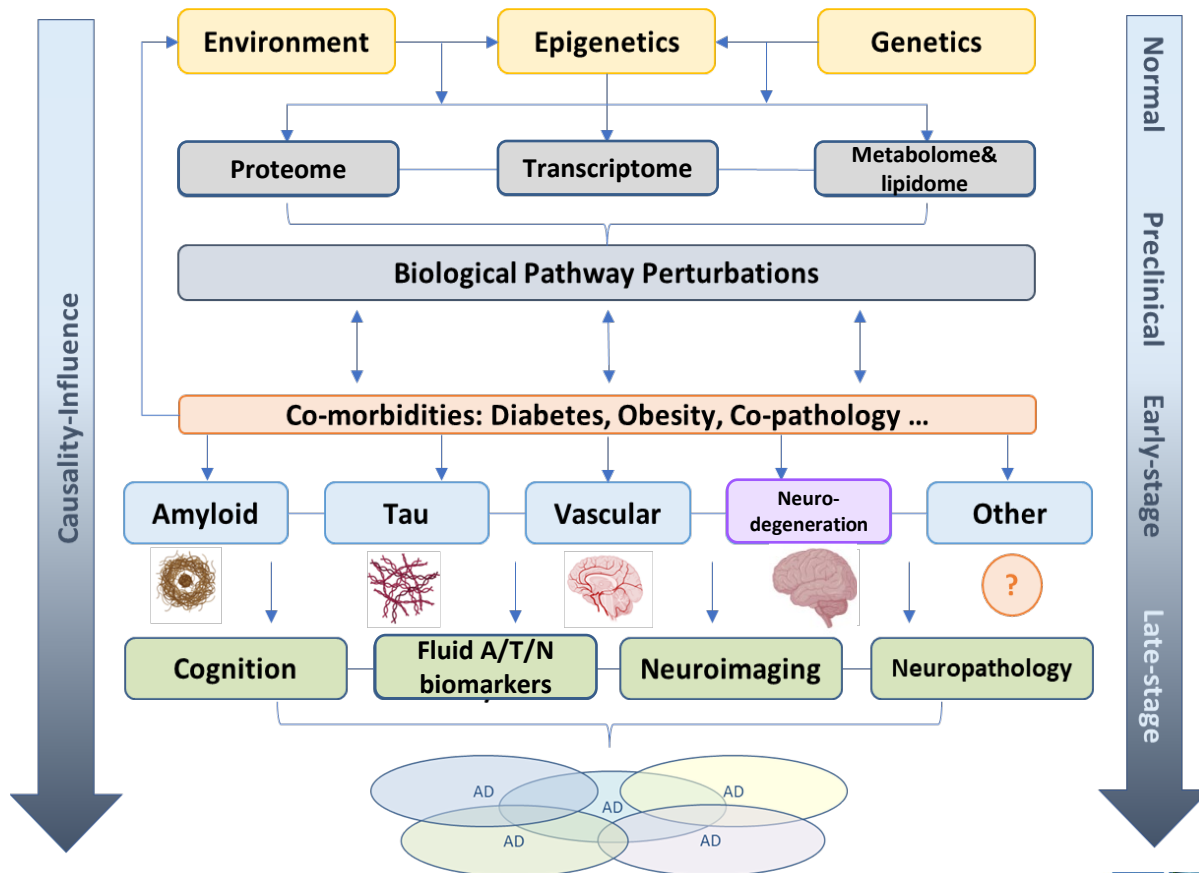 Environment
Epigenetics
Genetics
Proteome
Transcriptome
Metabolome&
lipidome
Biological Pathway Perturbations
Co-morbidities: Diabetes, Obesity, Co-pathology ...
Amyloid
Tau
Vascular
Neuro-
degeneration
Other
?
Cognition
Fluid A/T/N
biomarkers
Neuroimaging
Neuropathology
AD
AD
AD
AD
AD
Causality-Influence
Normal
Preclinical
Early-stage
Late-stage